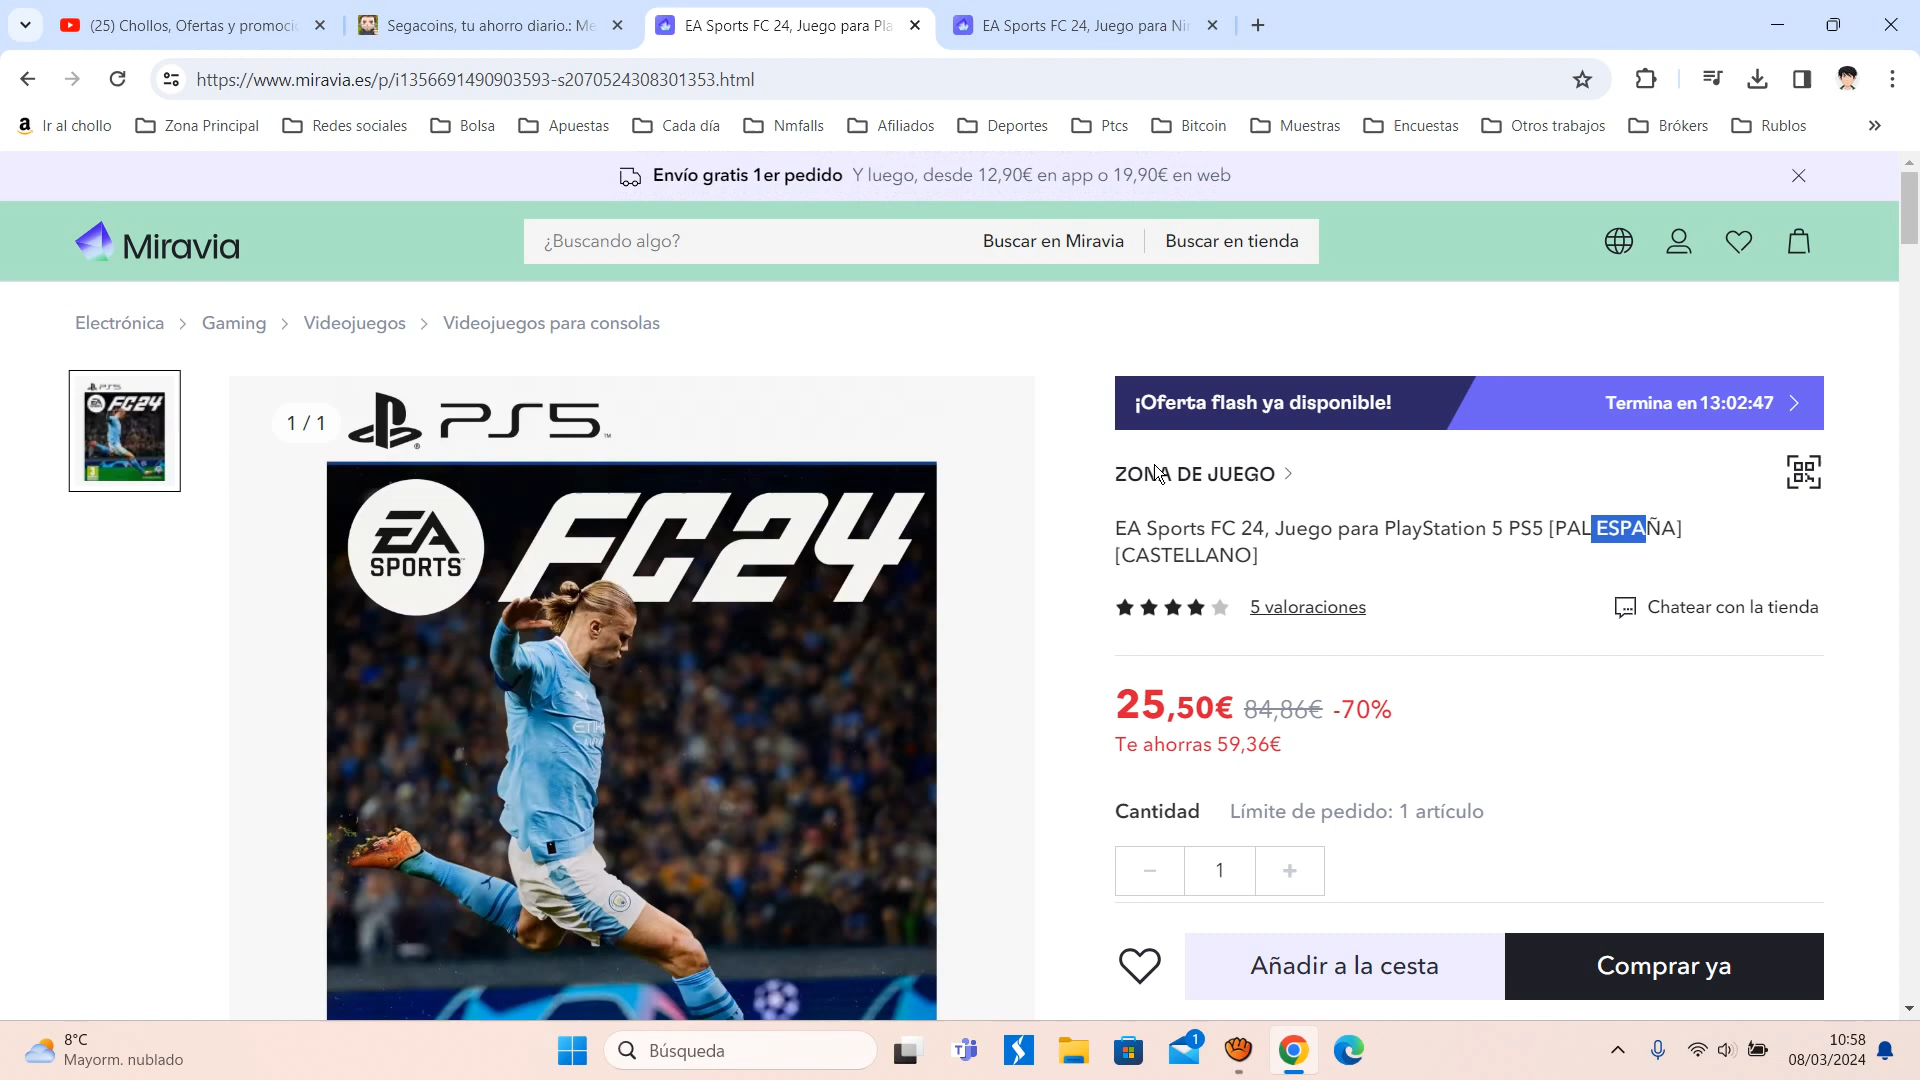 (25) Chollos, Ofertas y promoci
Segacoins, tu ahorro diario.: Me
EA Sports FC 24, Juego para Pla
EA Sports FC 24, Juego para Nin
https://www.miravia.es/p/i1356691490903593-s2070524308301353.html
a Ir al chollo
Zona Principal
Redes sociales
Bolsa
Apuestas
Cada día
Nmfalls
Afiliados
Deportes
Ptcs
Bitcoin
Muestras
Encuestas
Otros trabajos
Brókers
Rublos
»
Envío gratis 1er pedido Y luego, desde 12,90€ en app o 19,90€ en web
Miravia
¿Buscando algo?
Buscar en Miravia
Buscar en tienda
Electrónica > Gaming > Videojuegos > Videojuegos para consolas
PS5
EA SPORTS FC24
1 / 1
PS5™
EA
SPORTS™
FC24
¡Oferta flash ya disponible!
Termina en 13:02:47 >
ZONA DE JUEGO >
EA Sports FC 24, Juego para PlayStation 5 PS5 [PAL ESPAÑA]
[CASTELLANO]
5 valoraciones
Chatear con la tienda
25,50€ 84,86€ -70%
Te ahorras 59,36€
Cantidad Límite de pedido: 1 artículo
− 1 +
Añadir a la cesta
Comprar ya
8°C
Mayorm. nublado
Búsqueda
1
10:58
08/03/2024